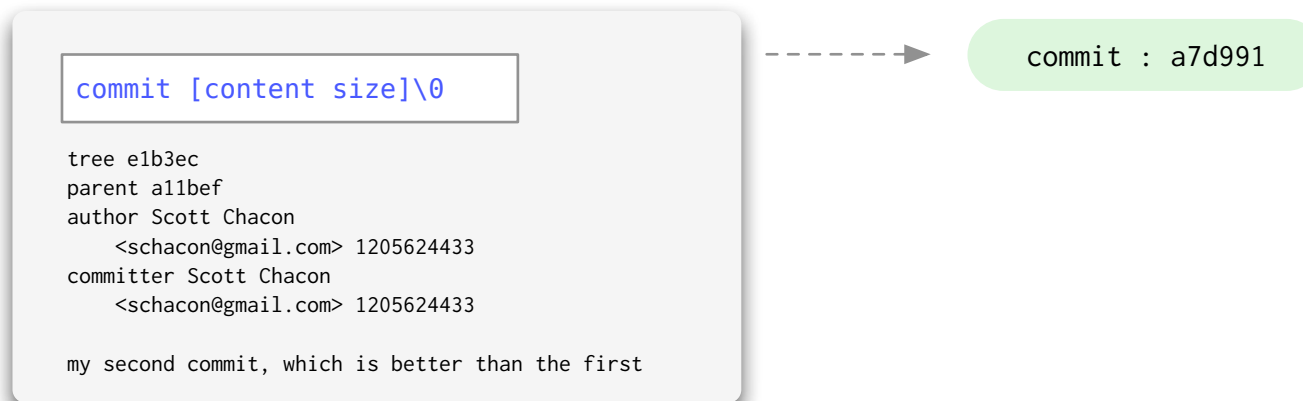 commit [content size]\0
commit : a7d991
tree e1b3ec
parent a11bef
author Scott Chacon
<schacon@gmail.com> 1205624433
committer Scott Chacon
<schacon@gmail.com> 1205624433
my second commit, which is better than the first